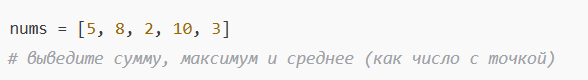 nums = [5, 8, 2, 10, 3]
# выведите сумму, максимум и среднее (как число с точкой)